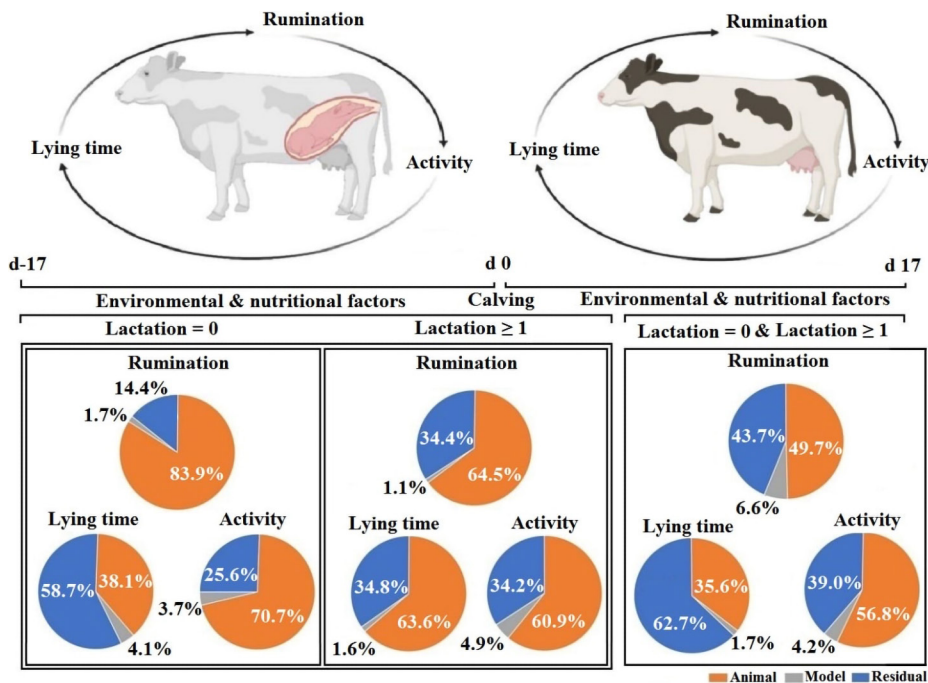 Rumination
Rumination
Lying time
Activity
Lying time
Activity
d-17
d 0
d 17
Environmental & nutritional factors
Calving
Environmental & nutritional factors
Lactation = 0
Lactation ≥ 1
Lactation = 0 & Lactation ≥ 1
Rumination
14.4%
1.7%
83.9%
Lying time
58.7%
38.1%
4.1%
Activity
25.6%
3.7%
70.7%
Rumination
34.4%
1.1%
64.5%
Lying time
34.8%
1.6%
63.6%
Activity
34.2%
4.9%
60.9%
Rumination
43.7%
49.7%
6.6%
Lying time
35.6%
62.7%
1.7%
Activity
39.0%
56.8%
4.2%
Animal Model Residual